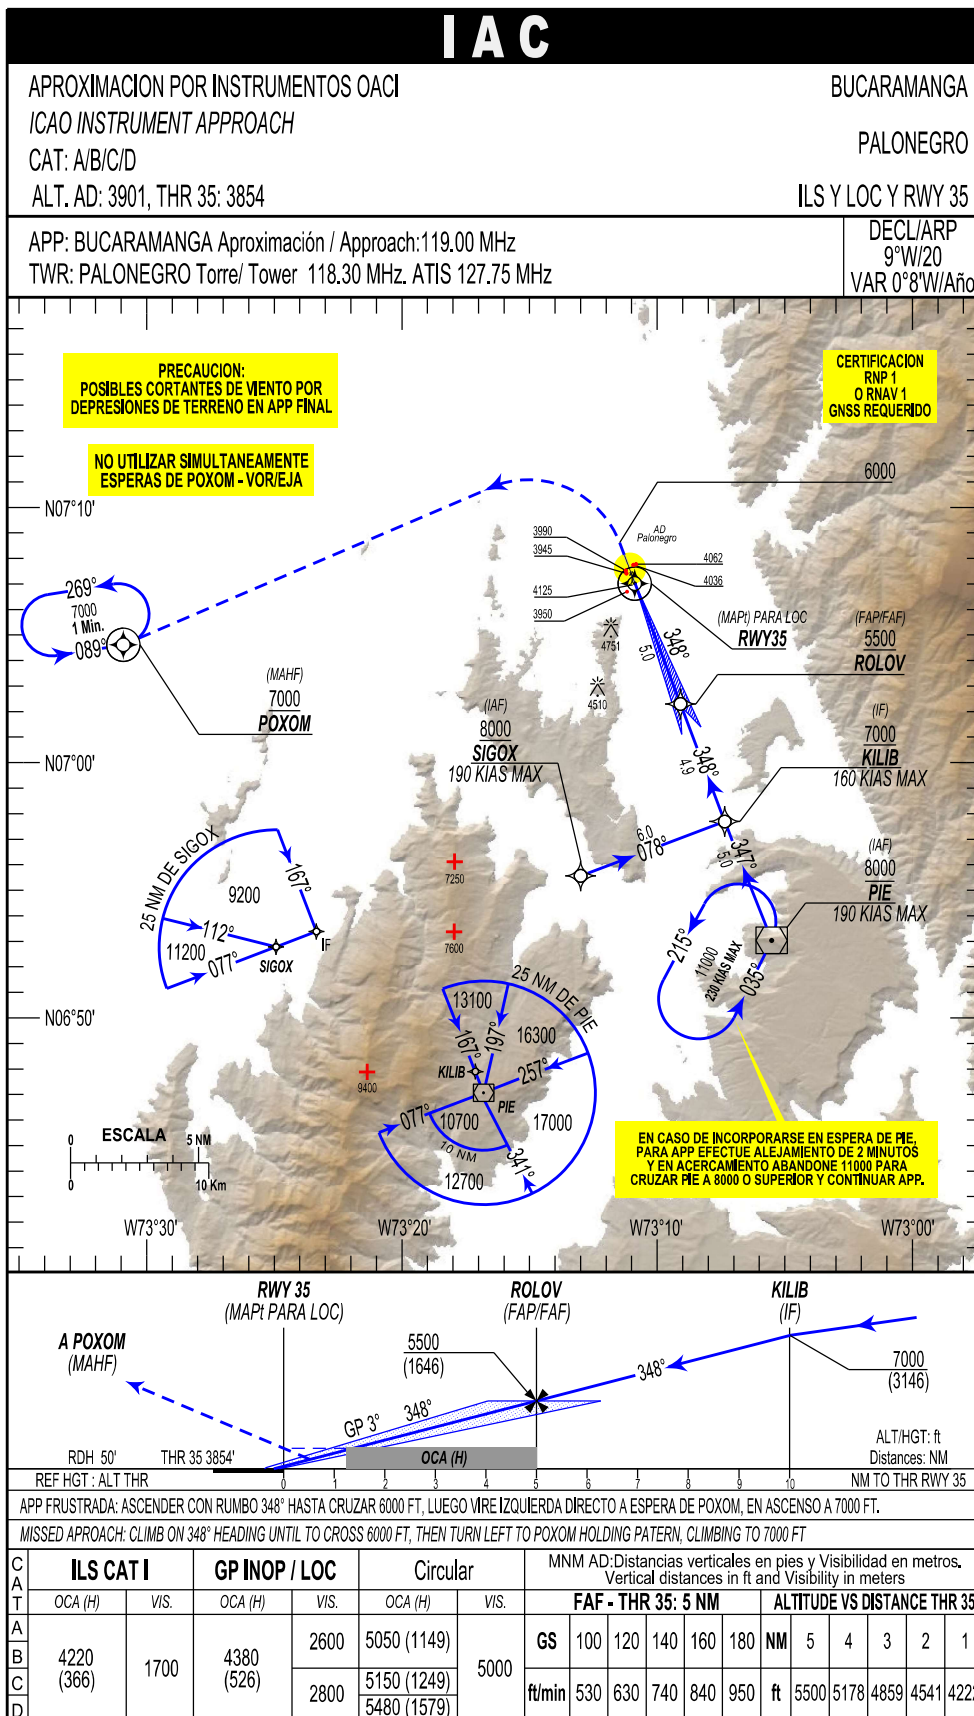 IAC
APROXIMACION POR INSTRUMENTOS OACI
ICAO INSTRUMENT APPROACH
CAT: A/B/C/D
ALT. AD: 3901, THR 35: 3854
BUCARAMANGA
PALONEGRO
ILS Y LOC Y RWY 35
APP: BUCARAMANGA Aproximación / Approach:119.00 MHz
TWR: PALONEGRO Torre/ Tower 118.30 MHz. ATIS 127.75 MHz
DECL/ARP
9°W/20
VAR 0°8'W/Año
PRECAUCION:
POSIBLES CORTANTES DE VIENTO POR
DEPRESIONES DE TERRENO EN APP FINAL
NO UTILIZAR SIMULTANEAMENTE
ESPERAS DE POXOM - VOR/EJA
CERTIFICACION
RNP 1
O RNAV 1
GNSS REQUERIDO
6000
N07°10'
AD
Palonegro
3990
3945
4125
3950
4062
4036
269°
7000
1 Min.
089°
(MAHF)
7000
POXOM
(MAPt) PARA LOC
RWY35
(FAP/FAF)
5500
ROLOV
348°
5.0
4751
4510
(IAF)
8000
SIGOX
190 KIAS MAX
(IF)
7000
KILIB
160 KIAS MAX
348°
4.9
N07°00'
6.0
078°
347°
5.0
(IAF)
8000
PIE
190 KIAS MAX
25 NM DE SIGOX
9200
167°
112°
11200
077°
SIGOX
IF
7250
7600
9400
215°
11000
230 KIAS MAX
035°
N06°50'
25 NM DE PIE
13100
167°
197°
16300
KILIB
257°
PIE
077°
10700
17000
10 NM
341°
12700
ESCALA
0
5 NM
0
10 Km
EN CASO DE INCORPORARSE EN ESPERA DE PIE,
PARA APP EFECTUE ALEJAMIENTO DE 2 MINUTOS
Y EN ACERCAMIENTO ABANDONE 11000 PARA
CRUZAR PIE A 8000 O SUPERIOR Y CONTINUAR APP.
W73°30'
W73°20'
W73°10'
W73°00'
RWY 35
(MAPt PARA LOC)
ROLOV
(FAP/FAF)
KILIB
(IF)
A POXOM
(MAHF)
5500
(1646)
7000
(3146)
348°
GP 3°
348°
OCA (H)
ALT/HGT: ft
Distances: NM
RDH 50'
THR 35 3854'
REF HGT : ALT THR
0 1 2 3 4 5 6 7 8 9 10
NM TO THR RWY 35
APP FRUSTRADA: ASCENDER CON RUMBO 348° HASTA CRUZAR 6000 FT, LUEGO VIRE IZQUIERDA DIRECTO A ESPERA DE POXOM, EN ASCENSO A 7000 FT.
MISSED APROACH: CLIMB ON 348° HEADING UNTIL TO CROSS 6000 FT, THEN TURN LEFT TO POXOM HOLDING PATERN, CLIMBING TO 7000 FT
CAT
ILS CAT I
GP INOP / LOC
Circular
MNM AD:Distancias verticales en pies y Visibilidad en metros.
Vertical distances in ft and Visibility in meters
OCA (H) VIS. OCA (H) VIS. OCA (H) VIS.
FAF - THR 35: 5 NM
ALTITUDE VS DISTANCE THR 35
A
B
C
D
4220
(366)
1700
4380
(526)
2600
2800
5050 (1149)
5150 (1249)
5480 (1579)
5000
GS 100 120 140 160 180 NM 5 4 3 2 1
ft/min 530 630 740 840 950 ft 5500 5178 4859 4541 4222